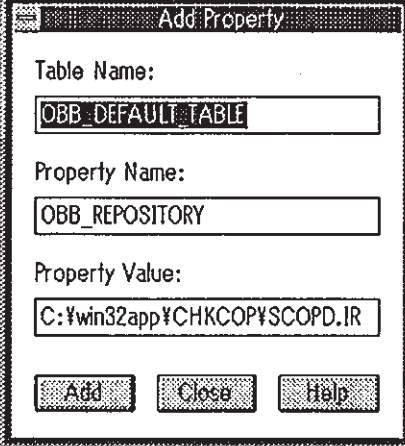 Add Property
Table Name:
OBB_DEFAULT_TABLE
Property Name:
OBB_REPOSITORY
Property Value:
C:¥win32app¥CHKCOP¥SCOPD.IR
Add Close Help